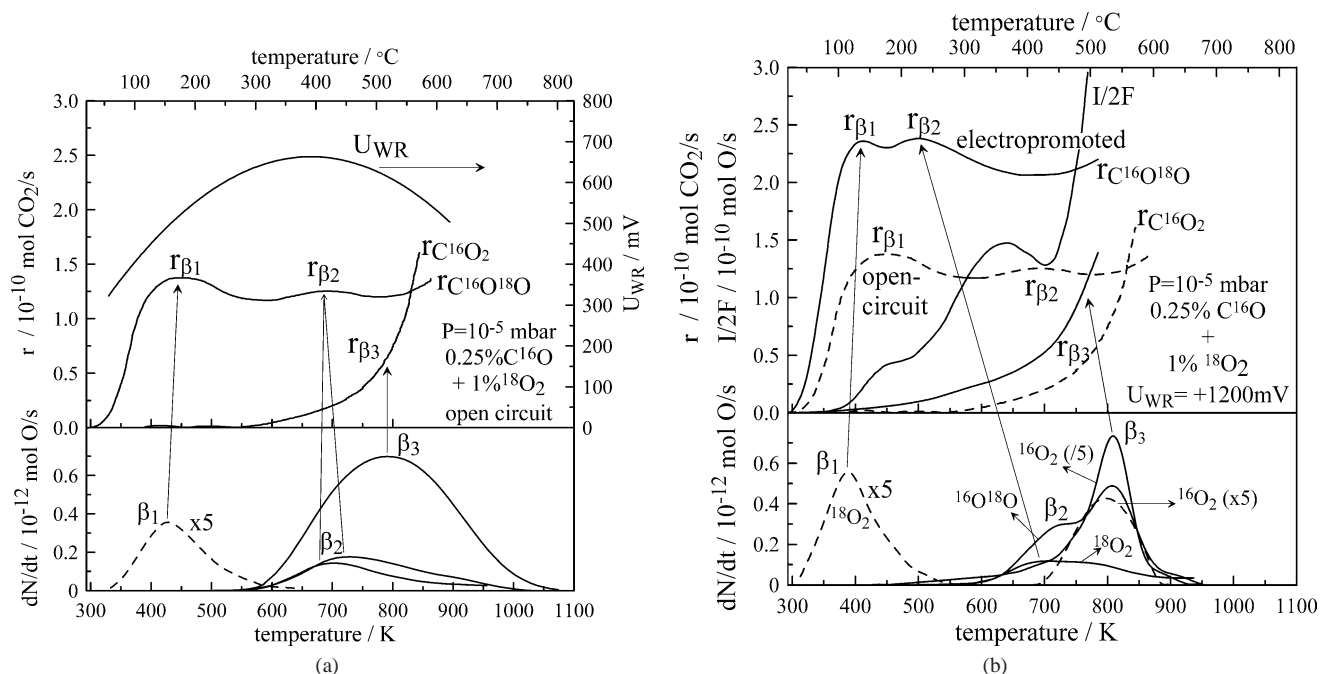 temperature / °C
100 200 300 400 500 600 700 800
3.0
2.5
2.0
1.5
1.0
0.5
0.0
r / 10⁻¹⁰ mol CO₂/s
800
700
600
500
400
300
200
100
0
U_WR / mV
U_WR
r_β1
r_β2
r_β3
r_C¹⁶O₂
r_C¹⁶O¹⁸O
P=10⁻⁵ mbar
0.25%C¹⁶O
+ 1%¹⁸O₂
open circuit
0.6
0.4
0.2
0
dN/dt / 10⁻¹² mol O/s
β₁
x5
β₂
β₃
300 400 500 600 700 800 900 1000 1100
temperature / K
(a)
temperature / °C
100 200 300 400 500 600 700 800
3.0
2.5
2.0
1.5
1.0
0.5
0.0
r / 10⁻¹⁰ mol CO₂/s
I/2F / 10⁻¹⁰ mol O/s
I/2F
r_β1
r_β2
electropromoted
r_C¹⁶O¹⁸O
r_C¹⁶O₂
r_β1
open-
circuit
r_β2
r_β3
P=10⁻⁵ mbar
0.25% C¹⁶O
+
1% ¹⁸O₂
U_WR= +1200mV
0.6
0.4
0.2
0
dN/dt / 10⁻¹² mol O/s
β₁
x5
¹⁸O₂
¹⁶O¹⁸O
β₂
¹⁶O₂ (/5)
β₃
¹⁶O₂ (x5)
¹⁸O₂
300 400 500 600 700 800 900 1000 1100
temperature / K
(b)